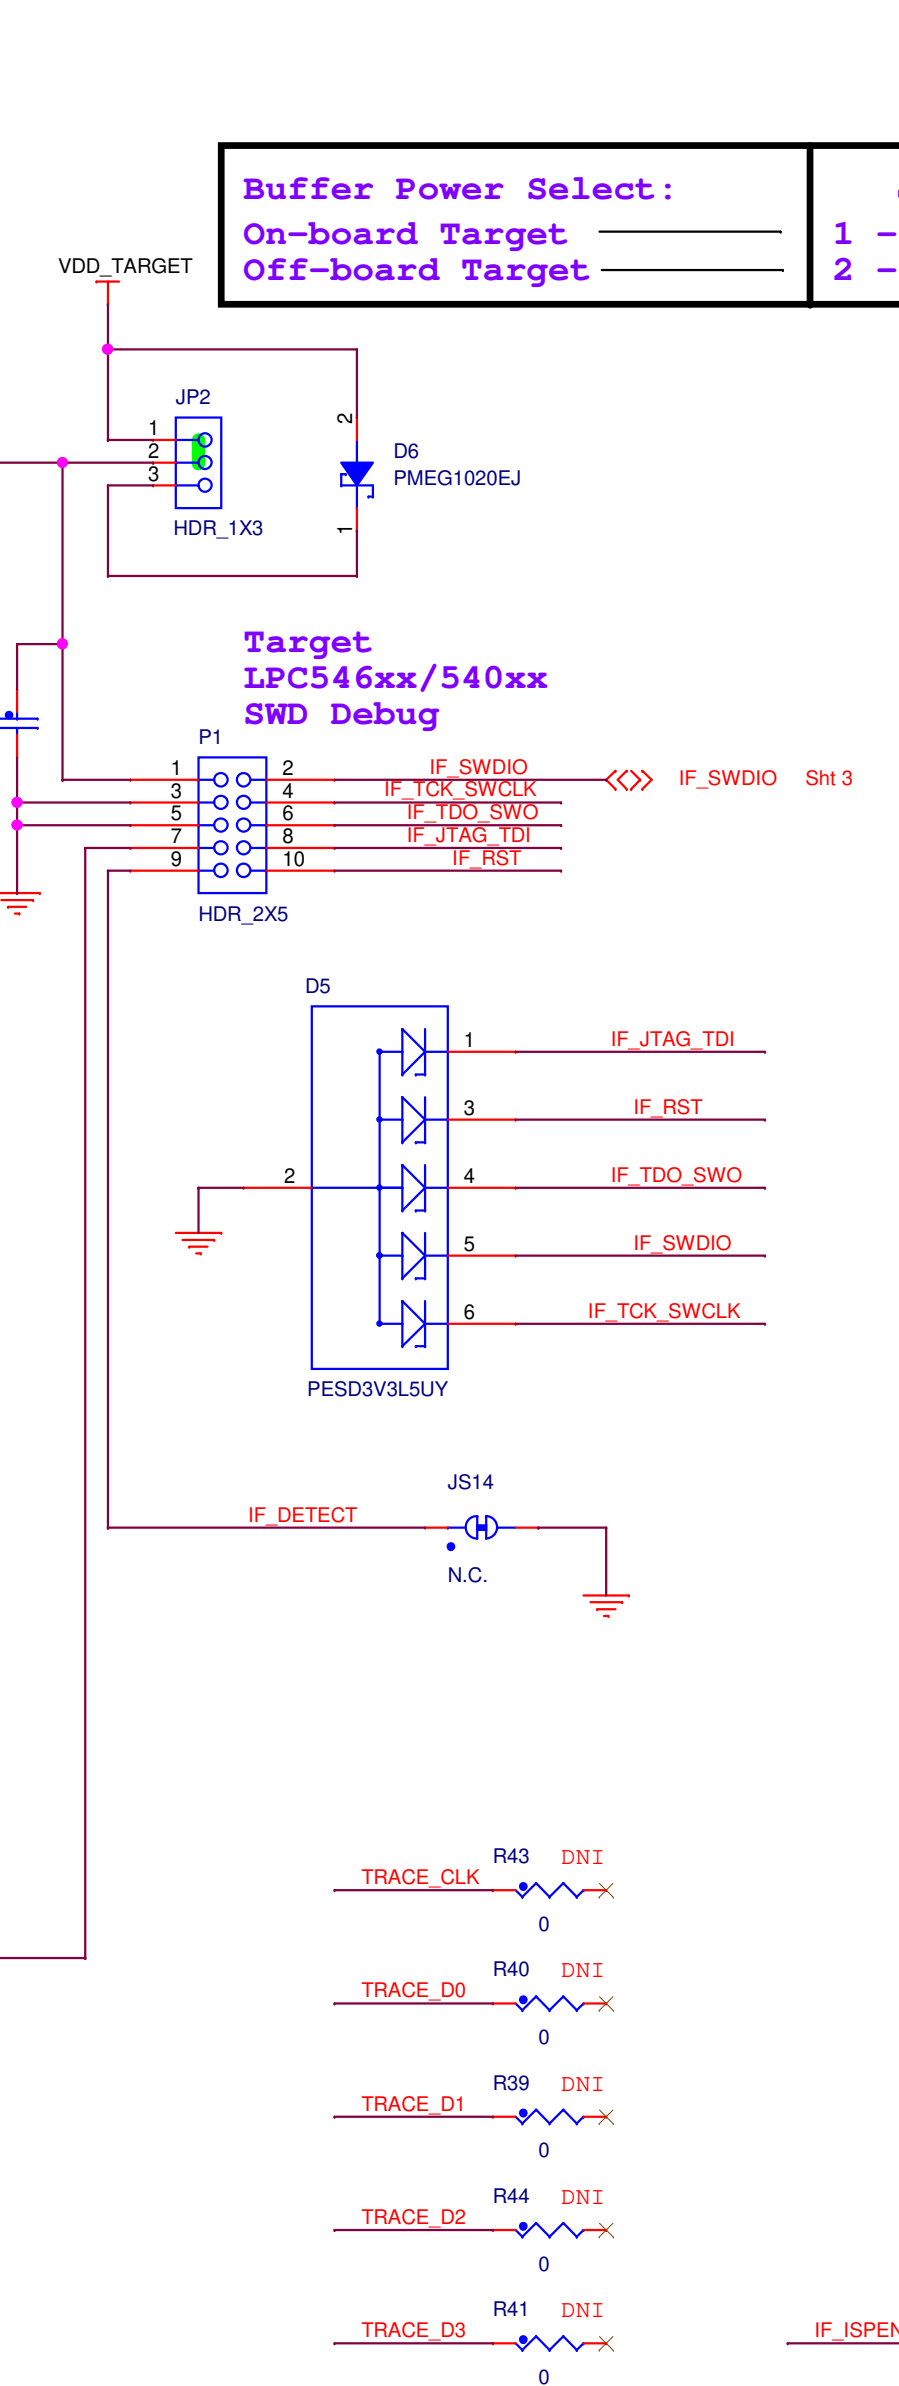 Buffer Power Select:
On-board Target
Off-board Target
1 -
2 -
VDD_TARGET
JP2
1
2
3
HDR_1X3
2
D6
PMEG1020EJ
1
Target
LPC546xx/540xx
SWD Debug
P1
1 2 IF_SWDIO IF_SWDIO Sht 3
3 4 IF_TCK_SWCLK
5 6 IF_TDO_SWO
7 8 IF_JTAG_TDI
9 10 IF_RST
HDR_2X5
D5
1 IF_JTAG_TDI
3 IF_RST
2 4 IF_TDO_SWO
5 IF_SWDIO
6 IF_TCK_SWCLK
PESD3V3L5UY
JS14
IF_DETECT
N.C.
R43 DNI
TRACE_CLK
0
R40 DNI
TRACE_D0
0
R39 DNI
TRACE_D1
0
R44 DNI
TRACE_D2
0
R41 DNI
TRACE_D3 IF_ISPEN
0